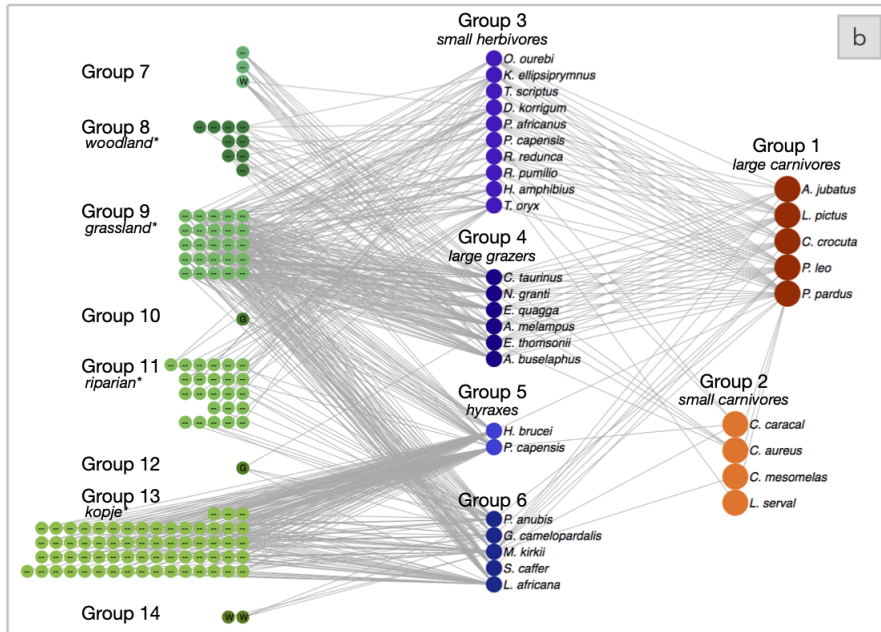 b
Group 7
--
--
W
Group 8
woodland*
-- -- -- --
-- --
-- --
--
Group 9
grassland*
-- -- -- -- --
-- -- -- -- --
-- -- -- -- --
-- -- -- -- --
-- -- -- -- --
Group 10
G
Group 11
riparian*
-- -- -- -- -- --
-- -- -- -- --
-- -- -- -- --
-- -- --
-- -- -- -- --
Group 12
G
Group 13
kopje*
-- -- --
-- -- -- -- -- -- -- -- -- -- -- -- -- -- --
-- -- -- -- -- -- -- -- -- -- -- -- -- -- --
-- -- -- -- -- -- -- -- -- -- -- -- -- -- --
-- -- -- -- -- -- -- -- -- -- -- -- -- -- -- --
Group 14
W W
Group 3
small herbivores
O. ourebi
K. ellipsiprymnus
T. scriptus
D. korrigum
P. africanus
P. capensis
R. redunca
R. pumilio
H. amphibius
T. oryx
Group 4
large grazers
C. taurinus
N. granti
E. quagga
A. melampus
E. thomsonii
A. buselaphus
Group 5
hyraxes
H. brucei
P. capensis
Group 6
P. anubis
G. camelopardalis
M. kirkii
S. caffer
L. africana
Group 1
large carnivores
A. jubatus
L. pictus
C. crocuta
P. leo
P. pardus
Group 2
small carnivores
C. caracal
C. aureus
C. mesomelas
L. serval